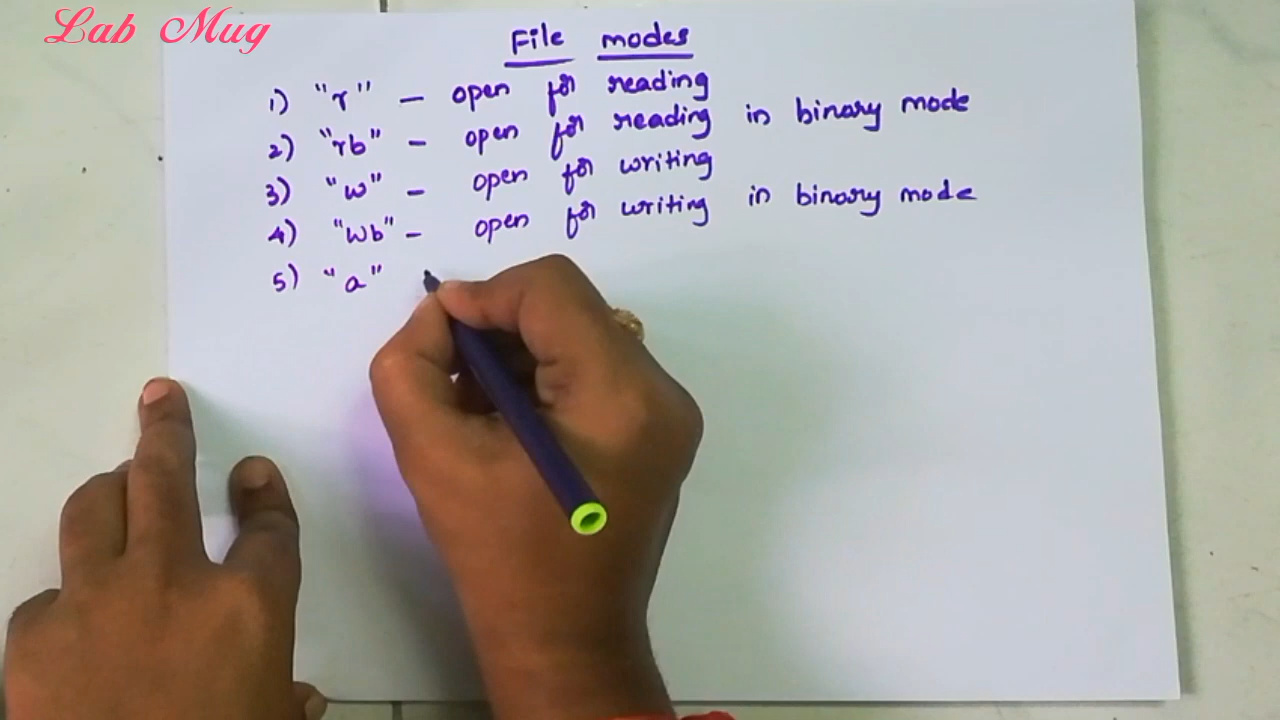 Lab Mug
File modes
1) "r" - open for reading
2) "rb" - open for reading in binary mode
3) "w" - open for writing
4) "wb" - open for writing in binary mode
5) "a"